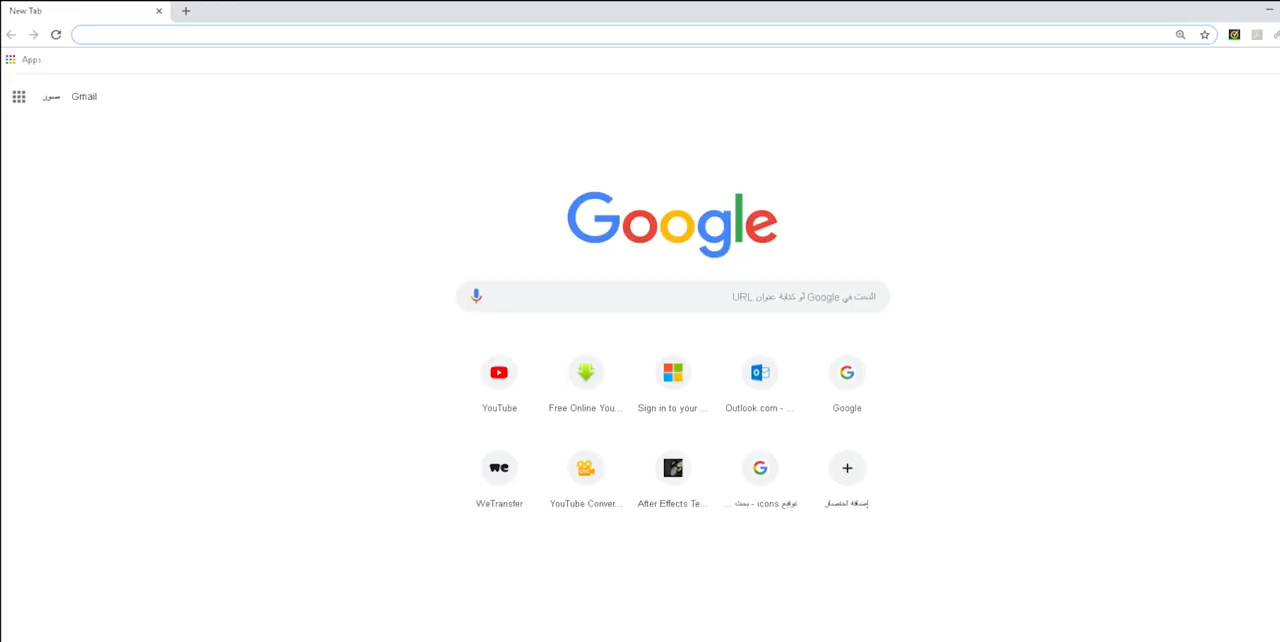 New Tab
Apps
صور Gmail
Google
البحث في Google أو كتابة عنوان URL
YouTube
Free Online You...
Sign in to your ...
Outlook.com - ...
Google
WeTransfer
YouTube Conver...
After Effects Te...
توقيع icons - بحث ...
إضافة اختصار